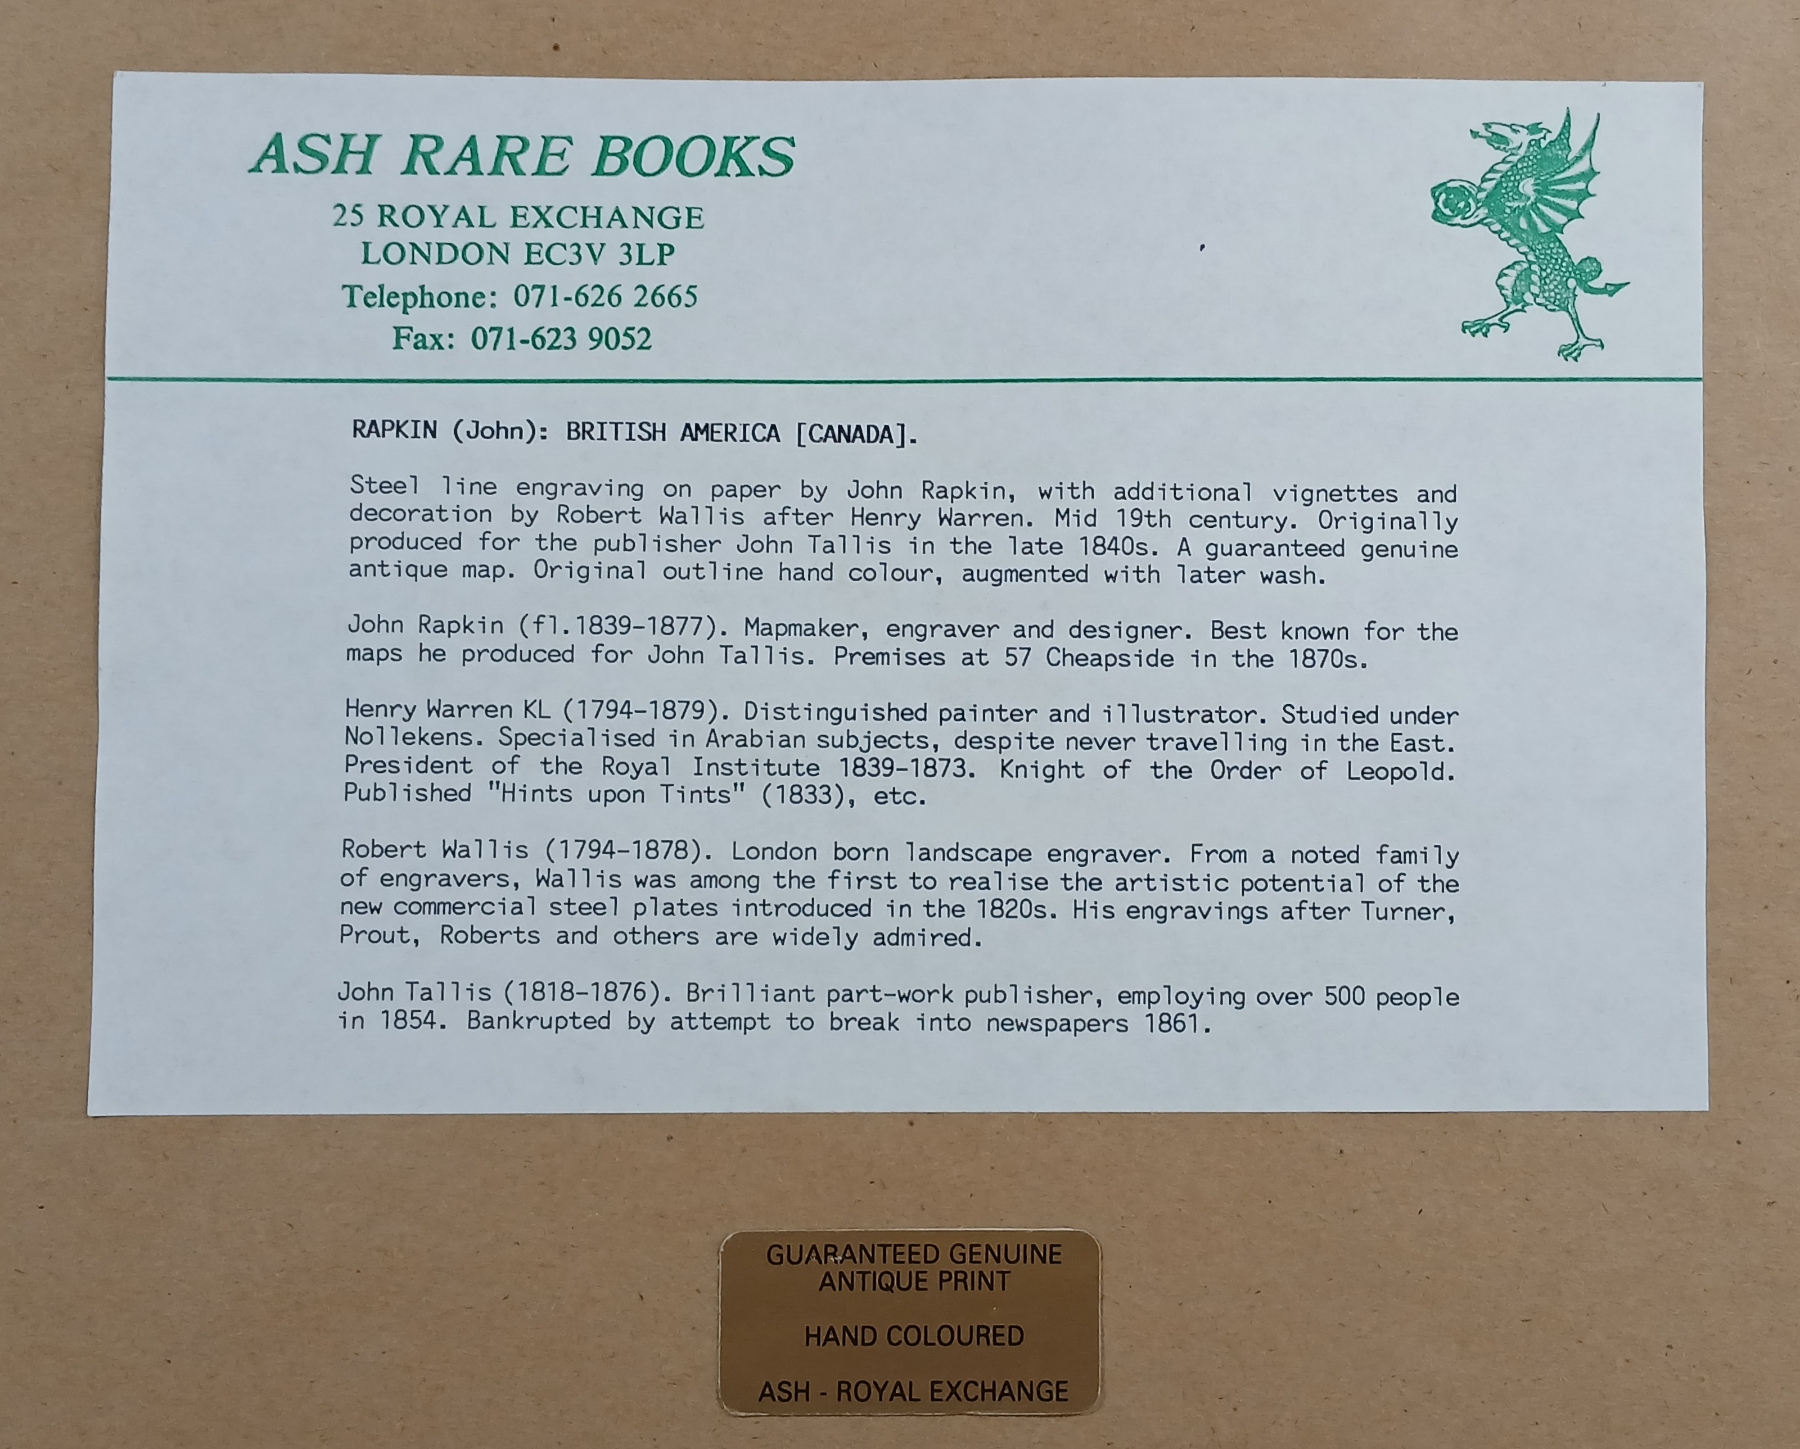 ASH RARE BOOKS
25 ROYAL EXCHANGE
LONDON EC3V 3LP
Telephone: 071-626 2665
Fax: 071-623 9052
RAPKIN (John): BRITISH AMERICA [CANADA].
Steel line engraving on paper by John Rapkin, with additional vignettes and
decoration by Robert Wallis after Henry Warren. Mid 19th century. Originally
produced for the publisher John Tallis in the late 1840s. A guaranteed genuine
antique map. Original outline hand colour, augmented with later wash.
John Rapkin (fl.1839-1877). Mapmaker, engraver and designer. Best known for the
maps he produced for John Tallis. Premises at 57 Cheapside in the 1870s.
Henry Warren KL (1794-1879). Distinguished painter and illustrator. Studied under
Nollekens. Specialised in Arabian subjects, despite never travelling in the East.
President of the Royal Institute 1839-1873. Knight of the Order of Leopold.
Published "Hints upon Tints" (1833), etc.
Robert Wallis (1794-1878). London born landscape engraver. From a noted family
of engravers, Wallis was among the first to realise the artistic potential of the
new commercial steel plates introduced in the 1820s. His engravings after Turner,
Prout, Roberts and others are widely admired.
John Tallis (1818-1876). Brilliant part-work publisher, employing over 500 people
in 1854. Bankrupted by attempt to break into newspapers 1861.
GUARANTEED GENUINE
ANTIQUE PRINT
HAND COLOURED
ASH - ROYAL EXCHANGE